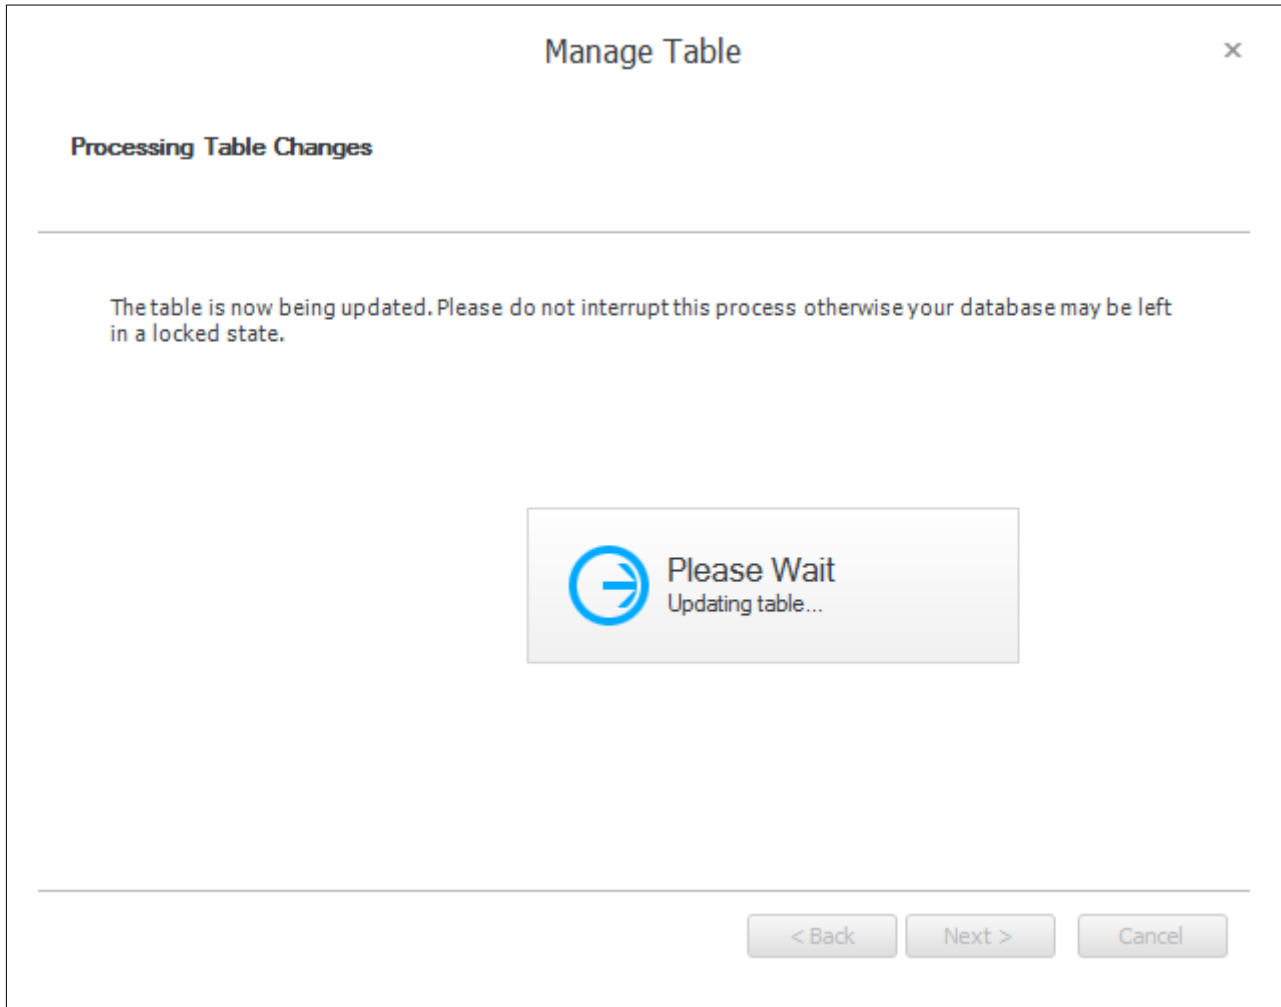 Manage Table
Processing Table Changes
The table is now being updated. Please do not interrupt this process otherwise your database may be left
in a locked state.
Please Wait
Updating table...
< Back
Next >
Cancel